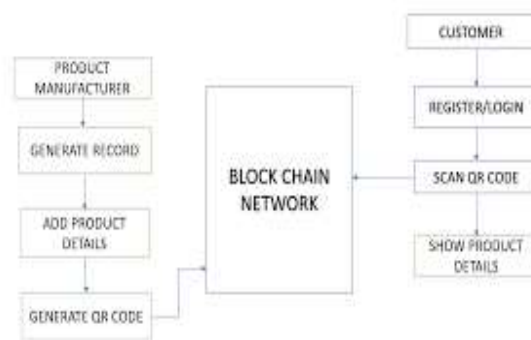 PRODUCT
MANUFACTURER
GENERATE RECORD
ADD PRODUCT
DETAILS
GENERATE QR CODE
BLOCK CHAIN
NETWORK
CUSTOMER
REGISTER/LOGIN
SCAN QR CODE
SHOW PRODUCT
DETAILS